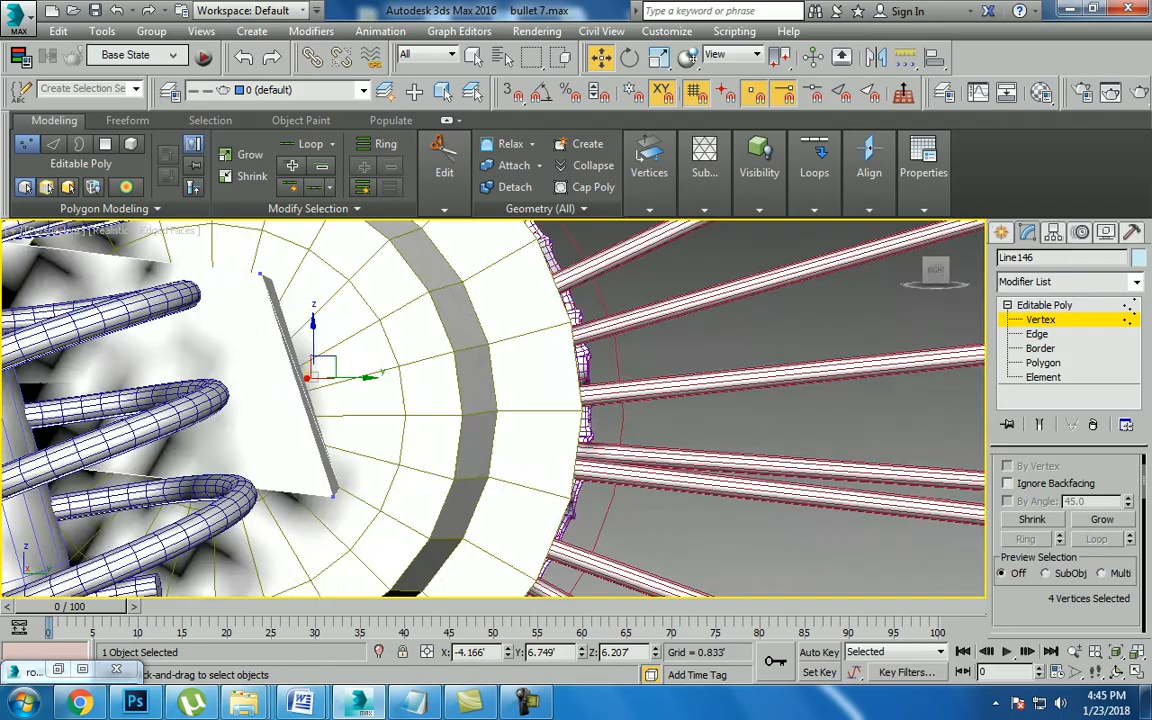 Workspace: Default
Autodesk 3ds Max 2016 bullet 7.max
Type a keyword or phrase
Sign In
MAX
Edit Tools Group Views Create Modifiers Animation Graph Editors Rendering Civil View Customize Scripting Help
Base State
All
View
Create Selection Se
0 (default)
XY
Modeling Freeform Selection Object Paint Populate
Editable Poly
Polygon Modeling
Loop Ring
Grow
Shrink
Modify Selection
Edit
Relax Create
Attach Collapse
Detach Cap Poly
Geometry (All)
Vertices
Sub...
Visibility
Loops
Align
Properties
RIGHT
z
y
Line146
Modifier List
Editable Poly
Vertex
Edge
Border
Polygon
Element
By Vertex
Ignore Backfacing
By Angle: 45.0
Shrink Grow
Ring Loop
Preview Selection
Off SubObj Multi
4 Vertices Selected
0 / 100
0 5 10 15 20 25 30 35 40 45 50 55 60 65 70 75 80 85 90 95 100
1 Object Selected
X: -4.166' Y: 6.749' Z: 6.207' Grid = 0.833'
Auto Key Selected
Set Key Key Filters...
0
ro...
ck-and-drag to select objects
Add Time Tag
4:45 PM
1/23/2018